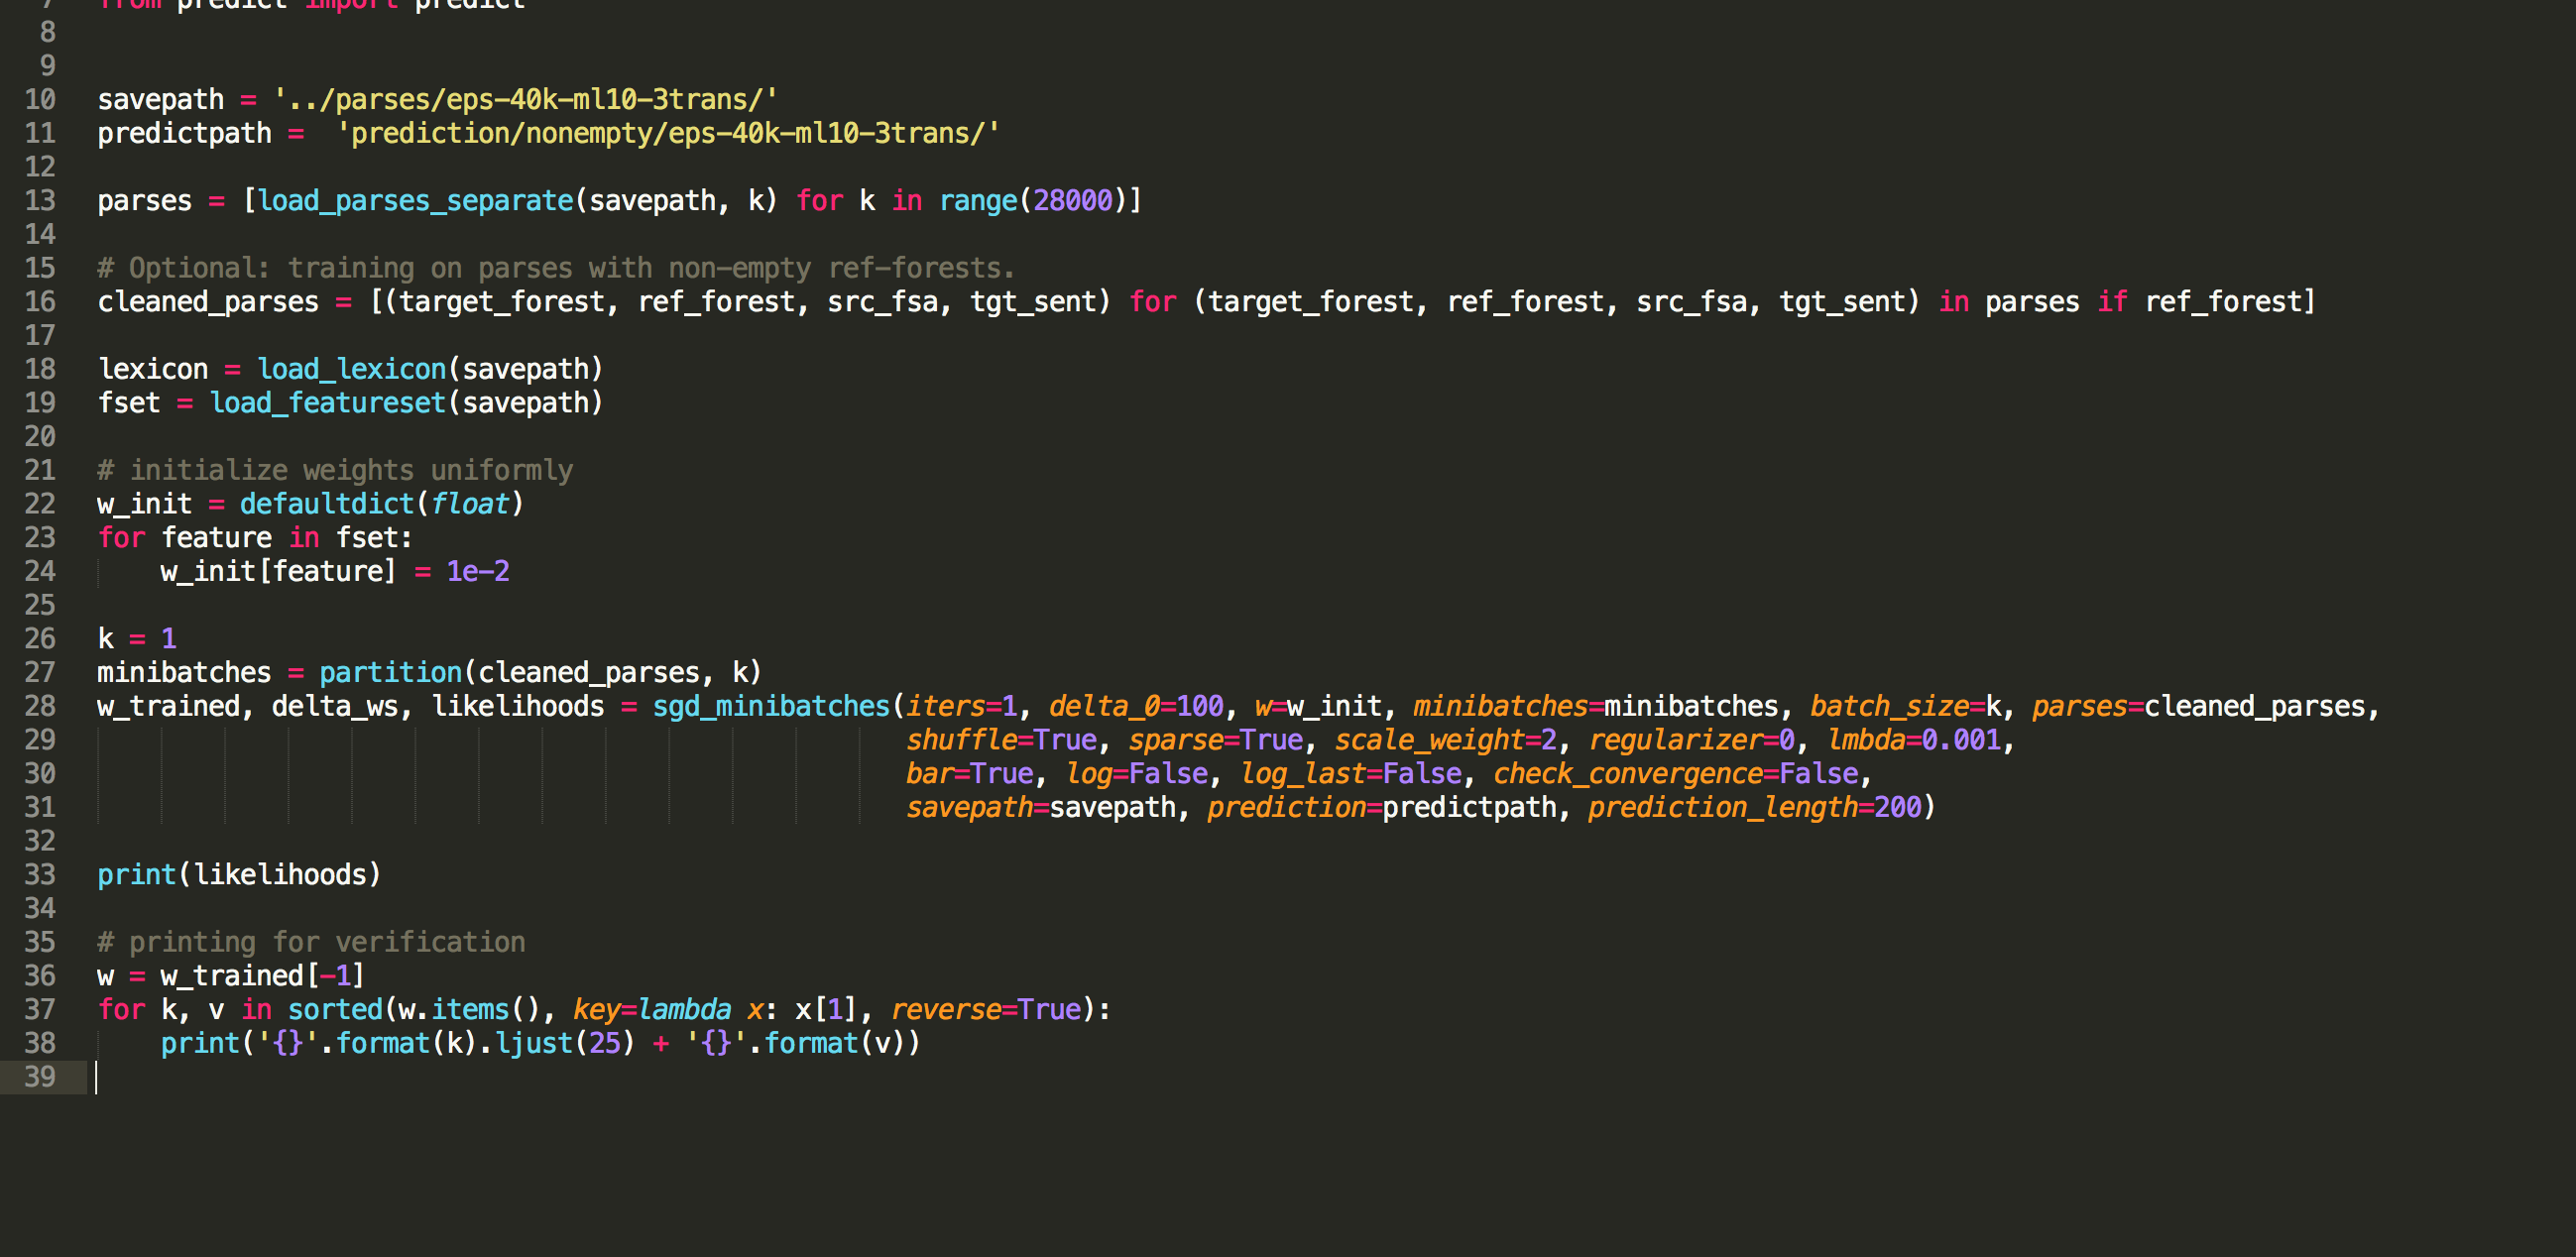 7 from predict import predict
8
9
10 savepath = '../parses/eps-40k-ml10-3trans/'
11 predictpath =  'prediction/nonempty/eps-40k-ml10-3trans/'
12
13 parses = [load_parses_separate(savepath, k) for k in range(28000)]
14
15 # Optional: training on parses with non-empty ref-forests.
16 cleaned_parses = [(target_forest, ref_forest, src_fsa, tgt_sent) for (target_forest, ref_forest, src_fsa, tgt_sent) in parses if ref_forest]
17
18 lexicon = load_lexicon(savepath)
19 fset = load_featureset(savepath)
20
21 # initialize weights uniformly
22 w_init = defaultdict(float)
23 for feature in fset:
24     w_init[feature] = 1e-2
25
26 k = 1
27 minibatches = partition(cleaned_parses, k)
28 w_trained, delta_ws, likelihoods = sgd_minibatches(iters=1, delta_0=100, w=w_init, minibatches=minibatches, batch_size=k, parses=cleaned_parses,
29                                                    shuffle=True, sparse=True, scale_weight=2, regularizer=0, lmbda=0.001,
30                                                    bar=True, log=False, log_last=False, check_convergence=False,
31                                                    savepath=savepath, prediction=predictpath, prediction_length=200)
32
33 print(likelihoods)
34
35 # printing for verification
36 w = w_trained[-1]
37 for k, v in sorted(w.items(), key=lambda x: x[1], reverse=True):
38     print('{}'.format(k).ljust(25) + '{}'.format(v))
39